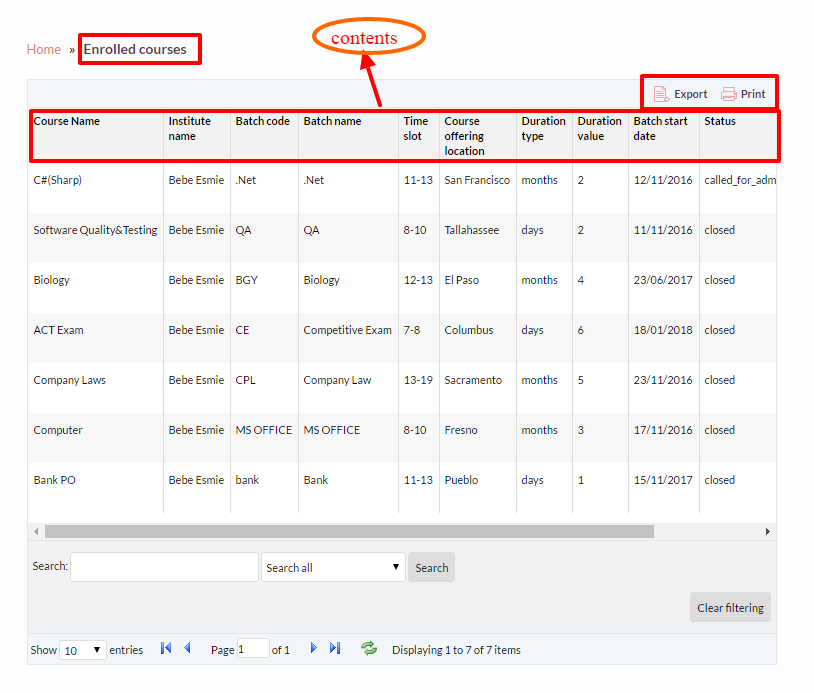 contents
Home » Enrolled courses
Export Print
Course Name Institute name Batch code Batch name Time slot Course offering location Duration type Duration value Batch start date Status
C#(Sharp) Bebe Esmie .Net .Net 11-13 San Francisco months 2 12/11/2016 called_for_adm
Software Quality&Testing Bebe Esmie QA QA 8-10 Tallahassee days 2 11/11/2016 closed
Biology Bebe Esmie BGY Biology 12-13 El Paso months 4 23/06/2017 closed
ACT Exam Bebe Esmie CE Competitive Exam 7-8 Columbus days 6 18/01/2018 closed
Company Laws Bebe Esmie CPL Company Law 13-19 Sacramento months 5 23/11/2016 closed
Computer Bebe Esmie MS OFFICE MS OFFICE 8-10 Fresno months 3 17/11/2016 closed
Bank PO Bebe Esmie bank Bank 11-13 Pueblo days 1 15/11/2017 closed
Search: Search all Search
Clear filtering
Show 10 entries Page 1 of 1 Displaying 1 to 7 of 7 items